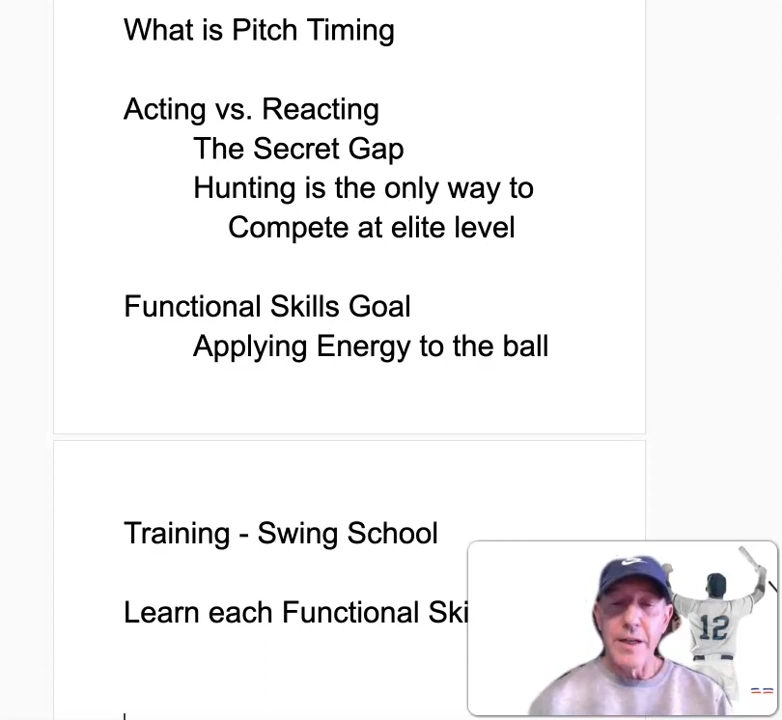 What is Pitch Timing
Acting vs. Reacting
The Secret Gap
Hunting is the only way to
Compete at elite level
Functional Skills Goal
Applying Energy to the ball
Training - Swing School
Learn each Functional Ski
12